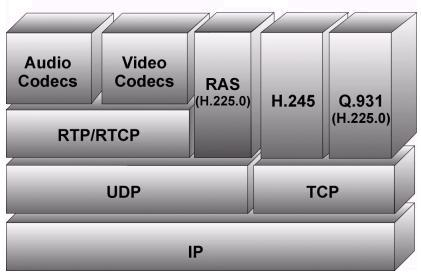 Audio
Codecs
Video
Codecs
RAS
(H.225.0)
H.245
Q.931
(H.225.0)
RTP/RTCP
UDP
TCP
IP